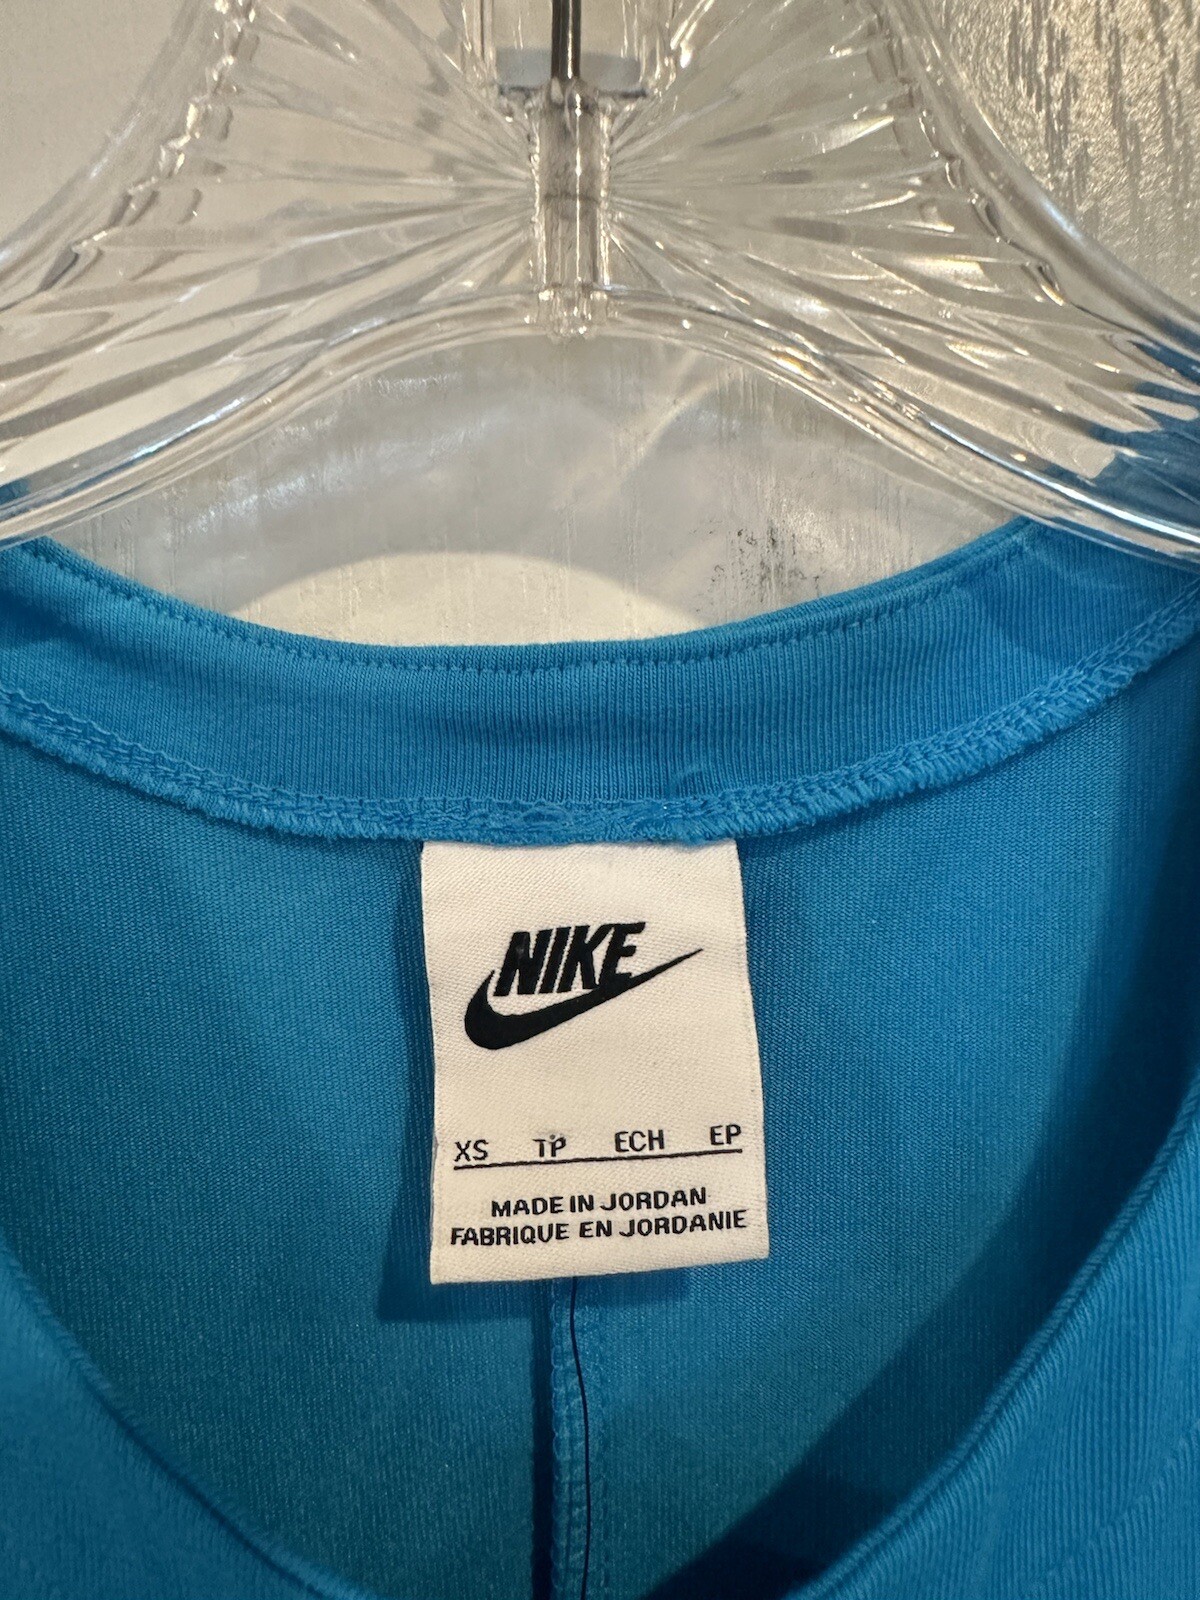 NIKE
XS TP ECH EP
MADE IN JORDAN
FABRIQUE EN JORDANIE